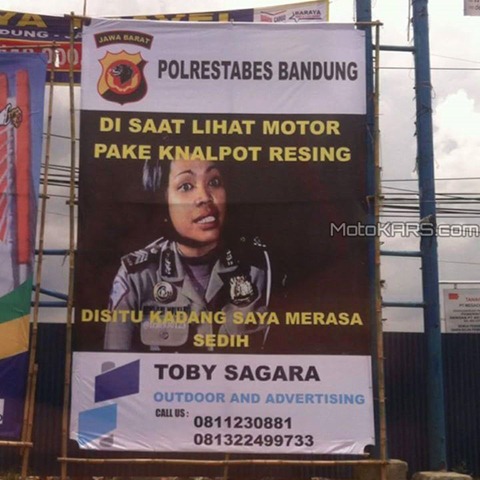 JAWA BARAT
POLRESTABES BANDUNG
DI SAAT LIHAT MOTOR
PAKE KNALPOT RESING
MotoKARS.com
DISITU KADANG SAYA MERASA
SEDIH
TOBY SAGARA
OUTDOOR AND ADVERTISING
CALL US :
0811230881
081322499733